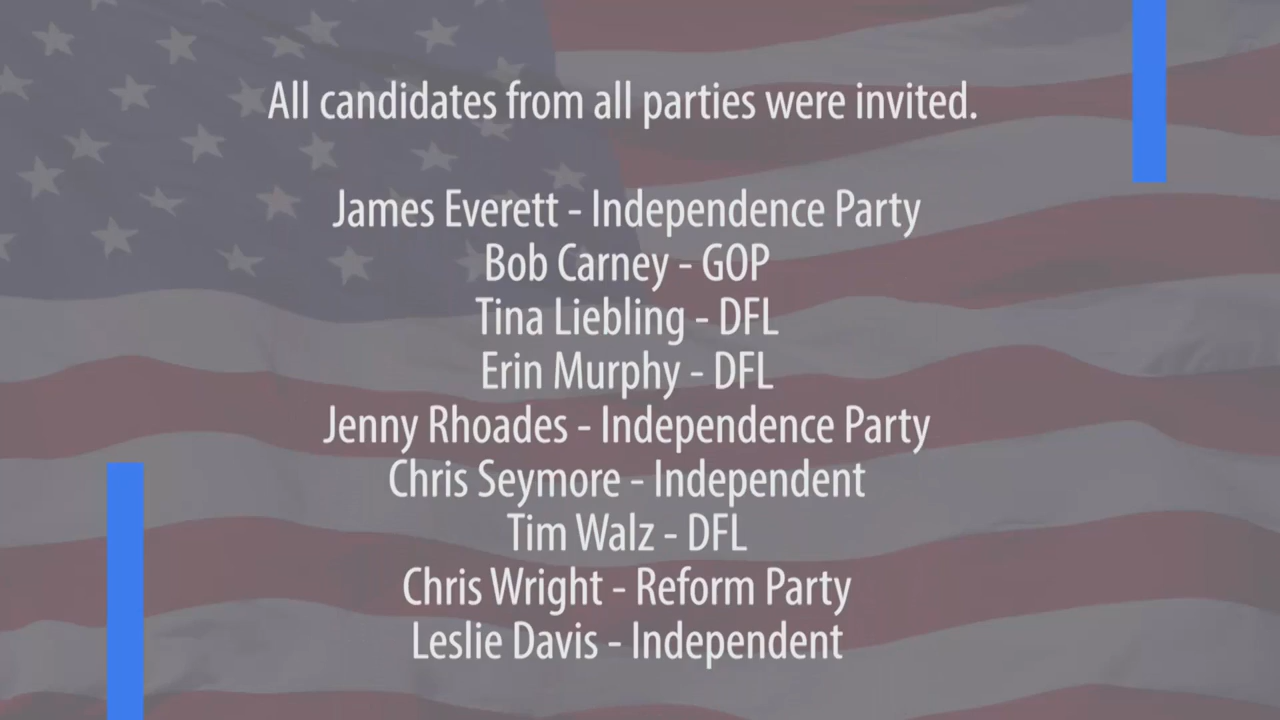 All candidates from all parties were invited.
James Everett - Independence Party
Bob Carney - GOP
Tina Liebling - DFL
Erin Murphy - DFL
Jenny Rhoades - Independence Party
Chris Seymore - Independent
Tim Walz - DFL
Chris Wright - Reform Party
Leslie Davis - Independent